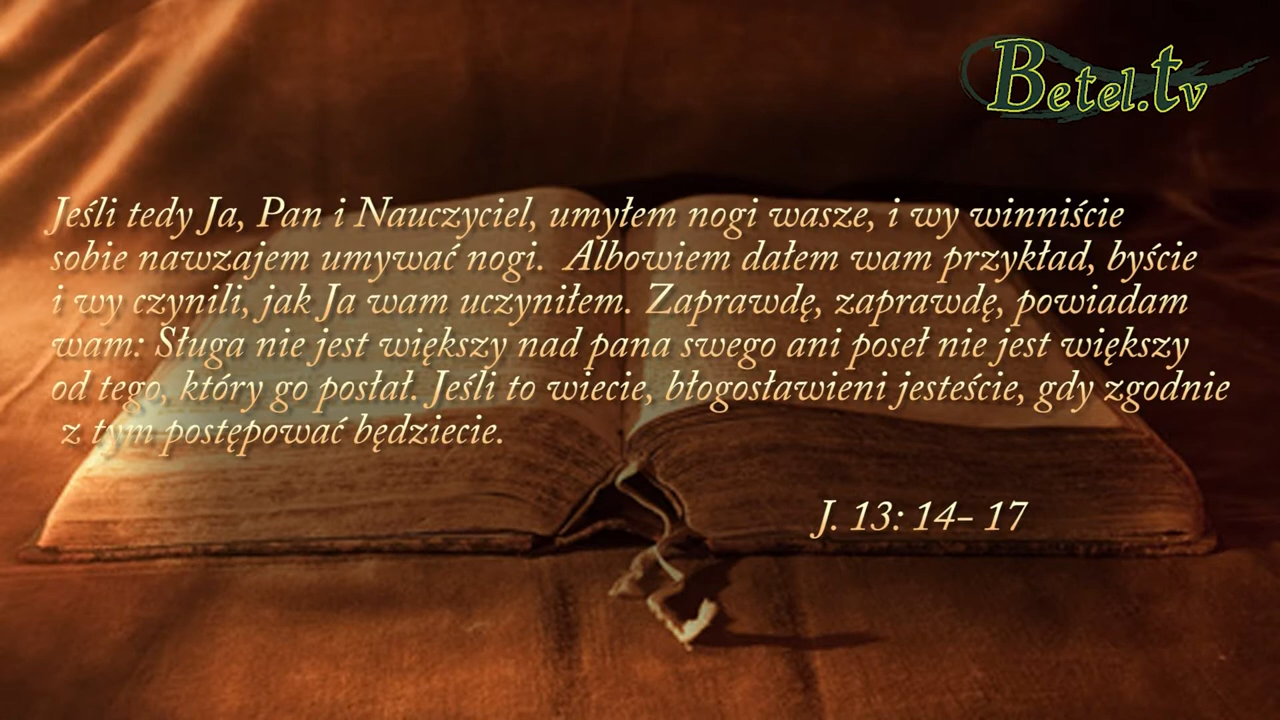 Betel.tv
Jeśli tedy Ja, Pan i Nauczyciel, umyłem nogi wasze, i wy winniście
sobie nawzajem umywać nogi. Albowiem dałem wam przykład, byście
i wy czynili, jak Ja wam uczyniłem. Zaprawdę, zaprawdę, powiadam
wam: Sługa nie jest większy nad pana swego ani poseł nie jest większy
od tego, który go posłał. Jeśli to wiecie, błogosławieni jesteście, gdy zgodnie
z tym postępować będziecie.
J. 13: 14– 17